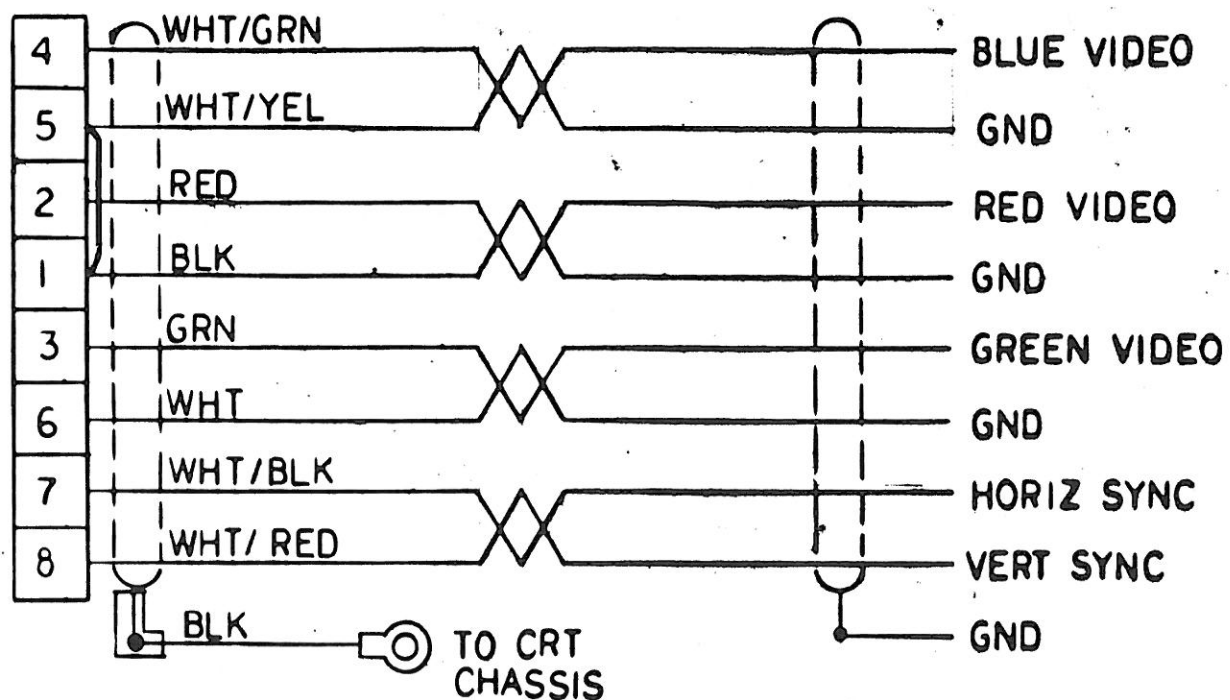 4 WHT/GRN BLUE VIDEO
5 WHT/YEL GND
2 RED RED VIDEO
1 BLK GND
3 GRN GREEN VIDEO
6 WHT GND
7 WHT/BLK HORIZ SYNC
8 WHT/RED VERT SYNC
BLK TO CRT GND
CHASSIS